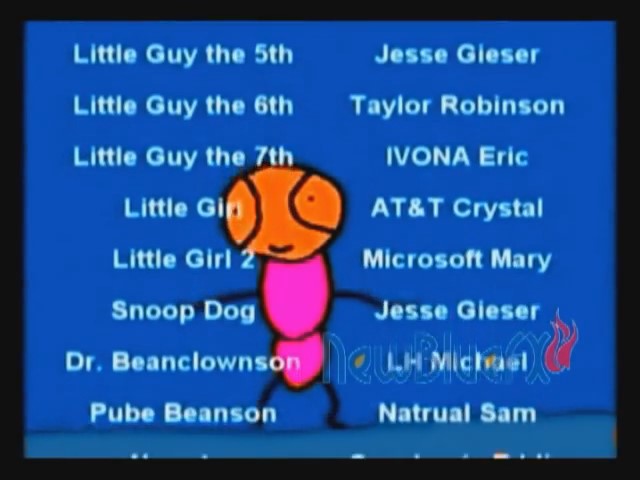 Little Guy the 5th Jesse Gieser
Little Guy the 6th Taylor Robinson
Little Guy the 7th IVONA Eric
Little Girl AT&T Crystal
Little Girl 2 Microsoft Mary
Snoop Dog Jesse Gieser
Dr. Beanclownson LH Michael
NewBlueFX
Pube Beanson Natrual Sam